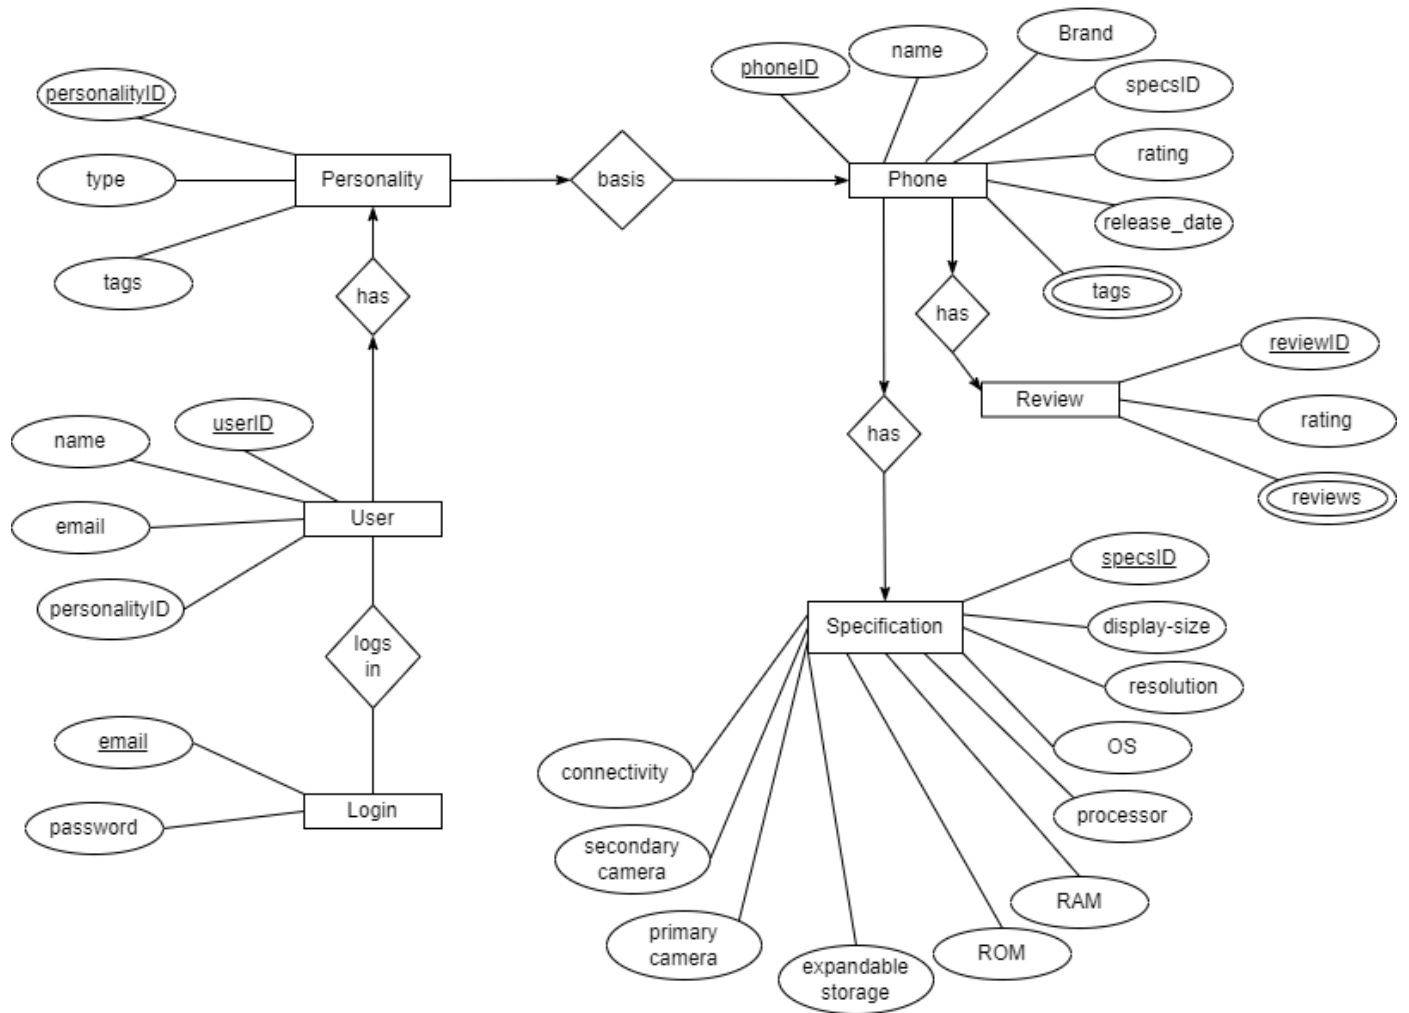 Brand
name
phoneID
specsID
personalityID
rating
type
Personality
basis
Phone
release_date
tags
tags
has
has
reviewID
Review
rating
userID
name
has
reviews
User
email
specsID
personalityID
Specification
display-size
logs
in
resolution
email
OS
connectivity
Login
processor
password
secondary
camera
RAM
primary
camera
ROM
expandable
storage